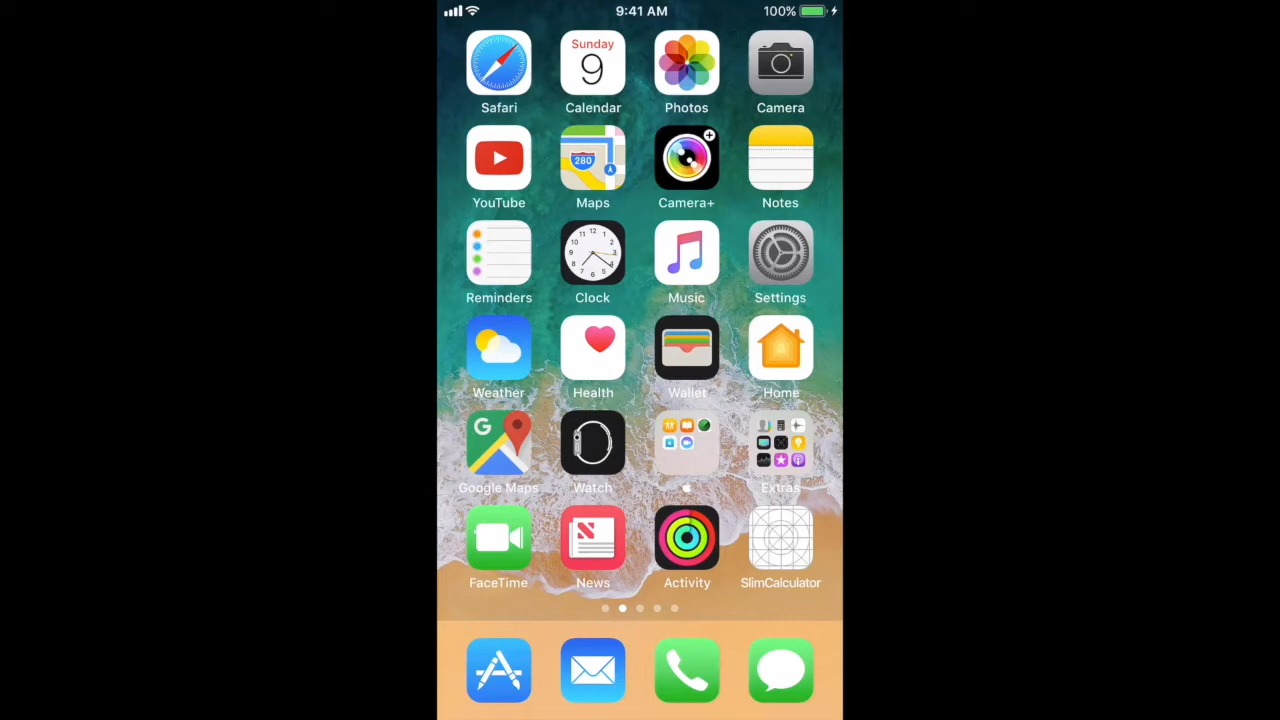 9:41 AM 100%
Sunday
9
Safari Calendar Photos Camera
280
YouTube Maps Camera+ Notes
Reminders Clock Music Settings
Weather Health Wallet Home
G
Google Maps Watch Extras
FaceTime News Activity SlimCalculator